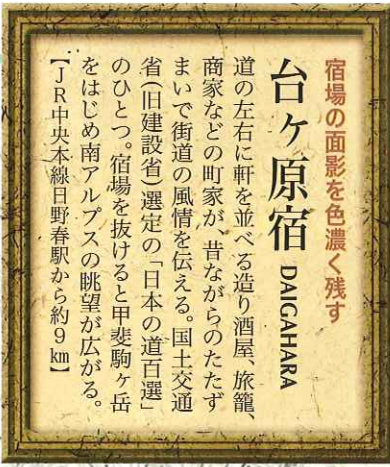 宿場の面影を色濃く残す
台ヶ原宿 DAIGAHARA
道の左右に軒を並べる造り酒屋、旅籠、
商家などの町家が、昔ながらのたたず
まいで街道の風情を伝える。国土交通
省(旧建設省)選定の「日本の道百選」
のひとつ。宿場を抜けると甲斐駒ヶ岳
をはじめ南アルプスの眺望が広がる。
【JR中央本線日野春駅から約9㎞】